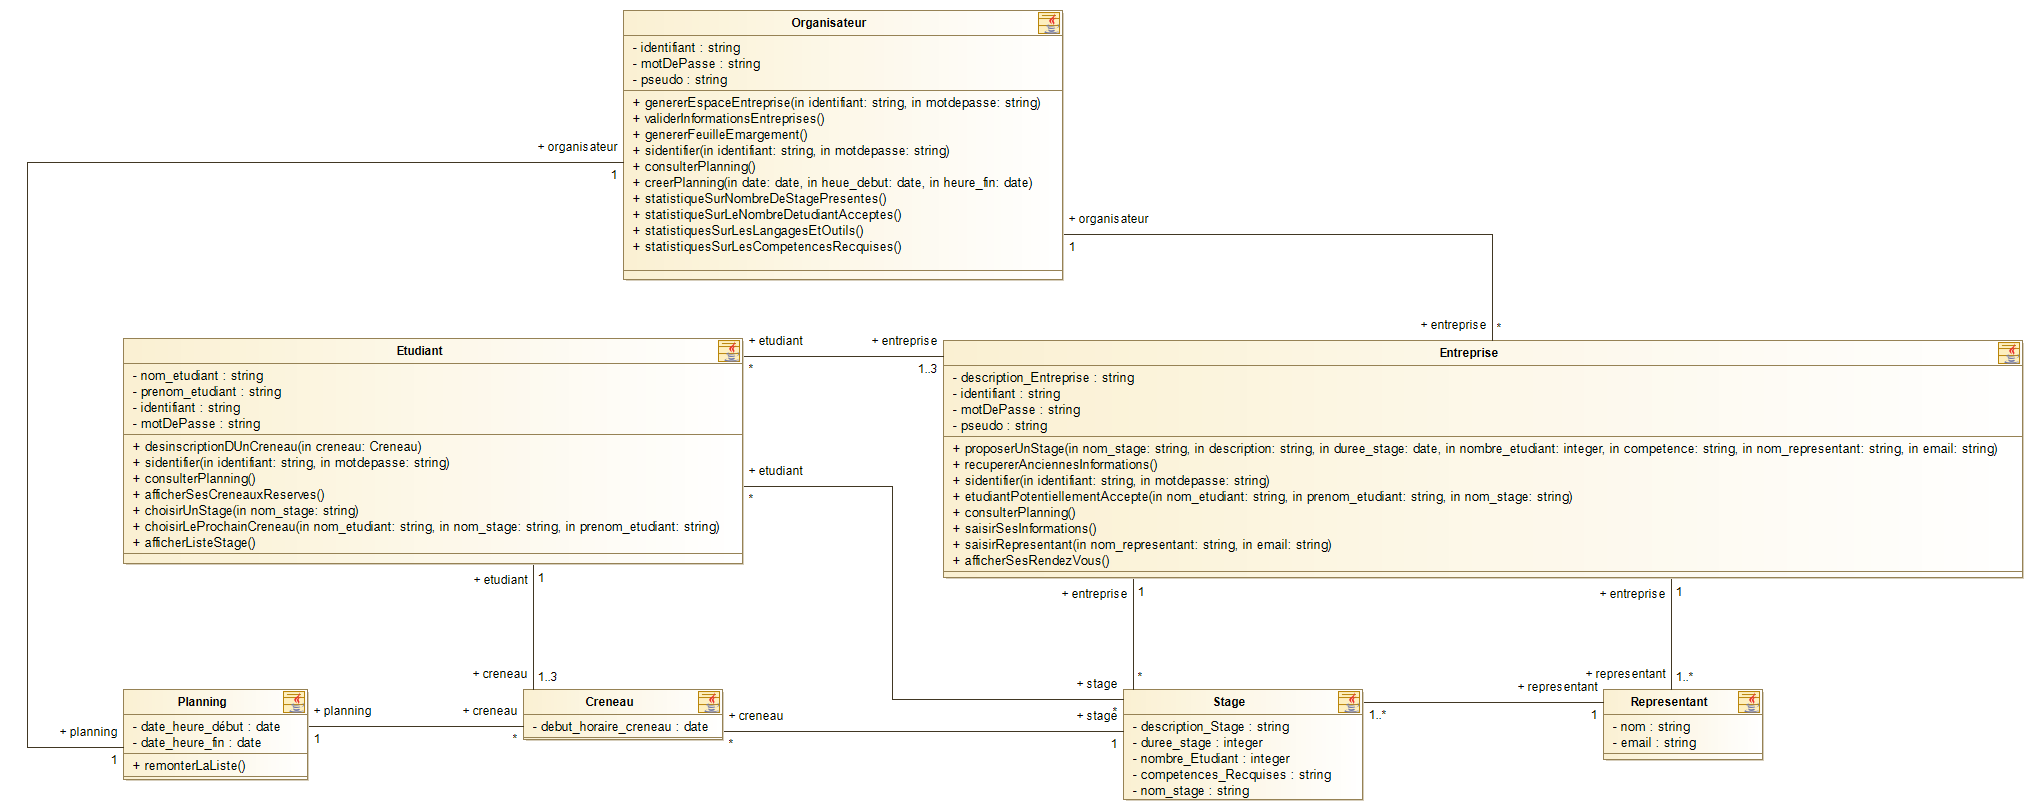 Organisateur
- identifiant : string
- motDePasse : string
- pseudo : string
+ genererEspaceEntreprise(in identifiant: string, in motdepasse: string)
+ validerInformationsEntreprises()
+ genererFeuilleEmargement()
+ sidentifier(in identifiant: string, in motdepasse: string)
+ consulterPlanning()
+ creerPlanning(in date: date, in heue_debut: date, in heure_fin: date)
+ statistiqueSurNombreDeStagePresentes()
+ statistiqueSurLeNombreDetudiantAcceptes()
+ statistiquesSurLesLangagesEtOutils()
+ statistiquesSurLesCompetencesRecquises()
+ organisateur
1
+ organisateur
1
+ entreprise
*
Etudiant
- nom_etudiant : string
- prenom_etudiant : string
- identifiant : string
- motDePasse : string
+ desinscriptionDUnCreneau(in creneau: Creneau)
+ sidentifier(in identifiant: string, in motdepasse: string)
+ consulterPlanning()
+ afficherSesCreneauxReserves()
+ choisirUnStage(in nom_stage: string)
+ choisirLeProchainCreneau(in nom_etudiant: string, in nom_stage: string, in prenom_etudiant: string)
+ afficherListeStage()
+ etudiant
*
+ entreprise
1..3
+ etudiant
*
Entreprise
- description_Entreprise : string
- identifiant : string
- motDePasse : string
- pseudo : string
+ proposerUnStage(in nom_stage: string, in description: string, in duree_stage: date, in nombre_etudiant: integer, in competence: string, in nom_representant: string, in email: string)
+ recupererAnciennesInformations()
+ sidentifier(in identifiant: string, in motdepasse: string)
+ etudiantPotentiellementAccepte(in nom_etudiant: string, in prenom_etudiant: string, in nom_stage: string)
+ consulterPlanning()
+ saisirSesInformations()
+ saisirRepresentant(in nom_representant: string, in email: string)
+ afficherSesRendezVous()
+ etudiant
1
+ creneau
1..3
+ entreprise
1
+ stage
*
*
+ entreprise
1
+ representant
1..*
+ planning
1
Planning
- date_heure_début : date
- date_heure_fin : date
+ remonterLaListe()
+ planning
1
+ creneau
*
Creneau
- debut_horaire_creneau : date
+ creneau
*
+ stage
1
Stage
- description_Stage : string
- duree_stage : integer
- nombre_Etudiant : integer
- competences_Recquises : string
- nom_stage : string
1..*
+ representant
1
Representant
- nom : string
- email : string